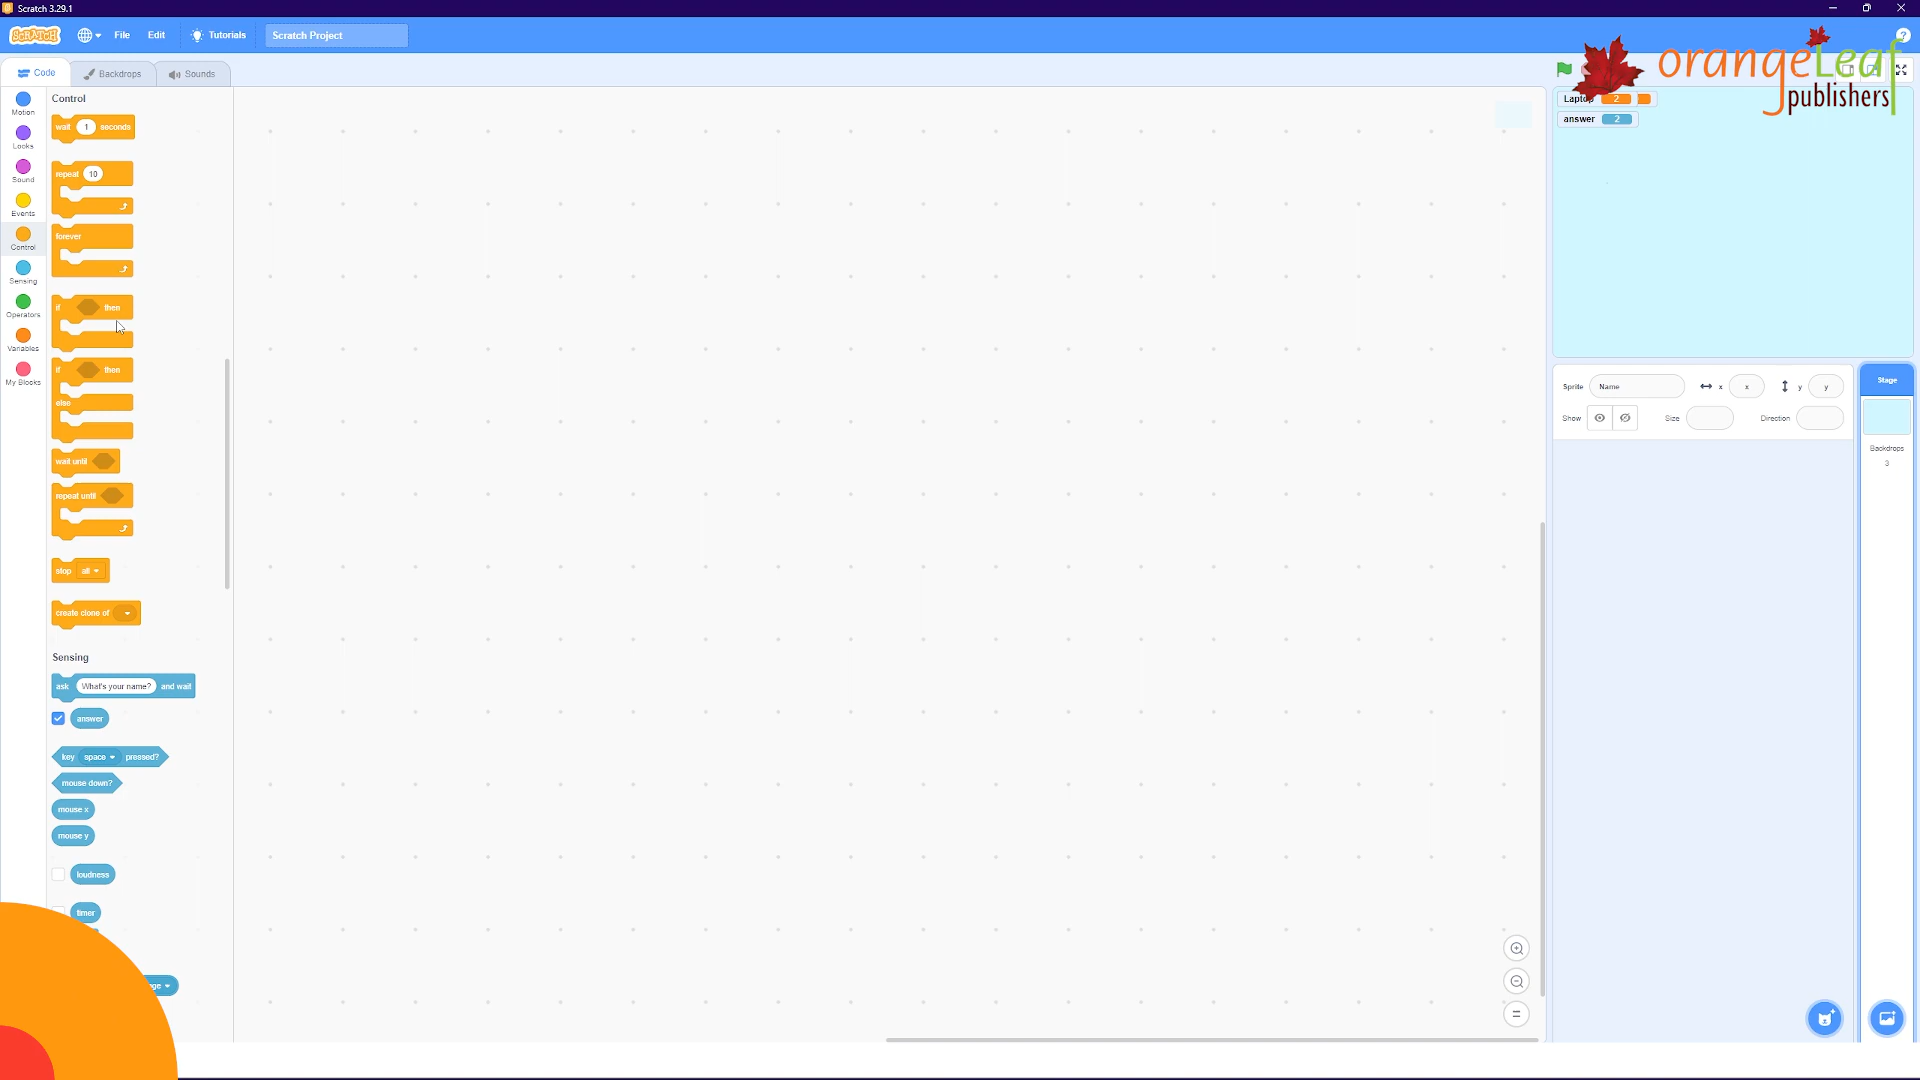 Scratch 3.29.1
SCRATCH File Edit Tutorials Scratch Project
Code Backdrops Sounds
orangeLeaf
publishers
Motion
Looks
Sound
Events
Control
Sensing
Operators
Variables
My Blocks
Control
wait 1 seconds
repeat 10
forever
if then
if then
else
wait until
repeat until
stop all
create clone of
Sensing
ask What's your name? and wait
answer
key space pressed?
mouse down?
mouse x
mouse y
loudness
timer
2
answer 2
Sprite Name x x y y
Show Size Direction
Stage
Backdrops
3